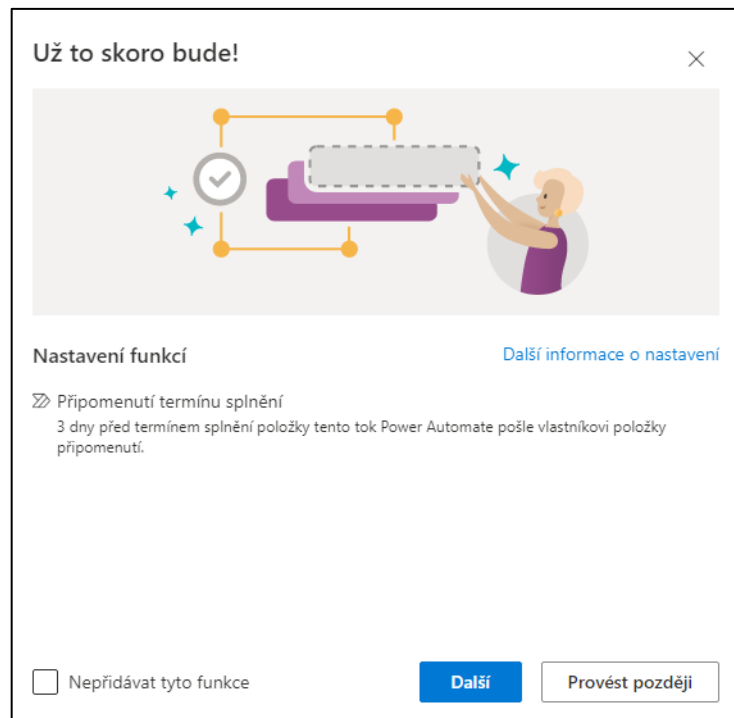 Už to skoro bude!
Nastavení funkcí
Další informace o nastavení
Připomenutí termínu splnění
3 dny před termínem splnění položky tento tok Power Automate pošle vlastníkovi položky
připomenutí.
Nepřidávat tyto funkce
Další
Provést později